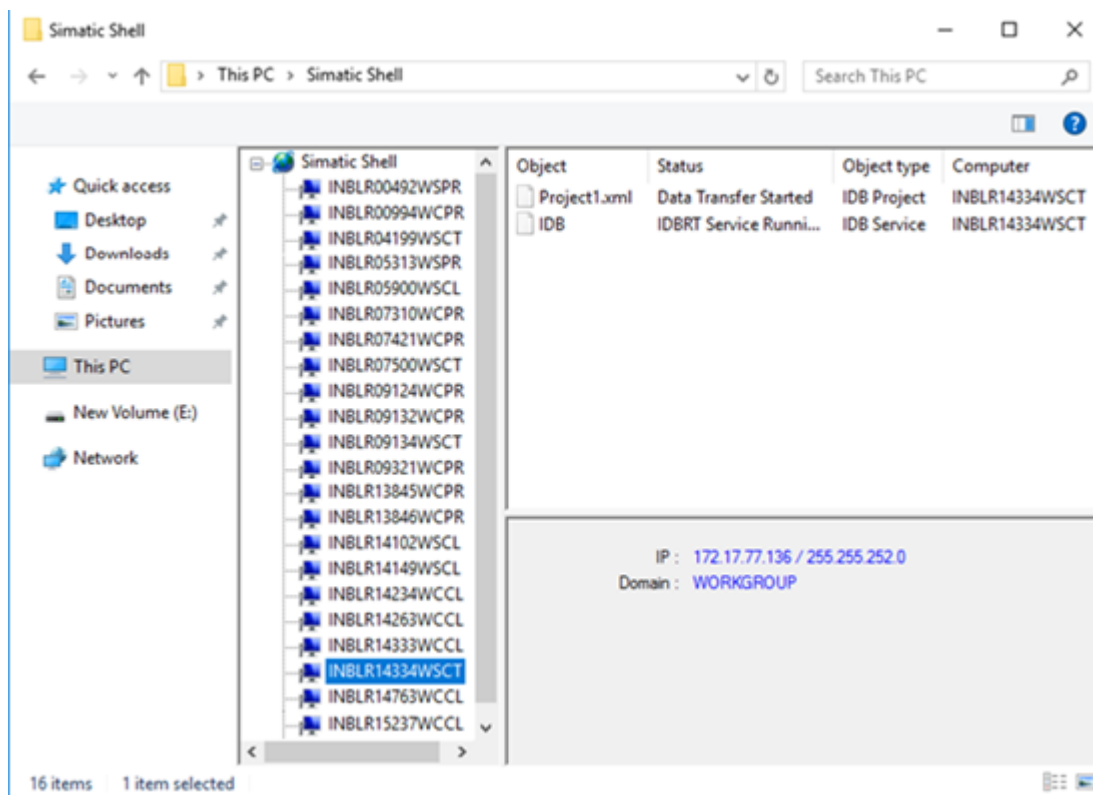 Simatic Shell
This PC > Simatic Shell
Search This PC
Quick access
Desktop
Downloads
Documents
Pictures
This PC
New Volume (E:)
Network
Simatic Shell
INBLR00492WSPR
INBLR00994WCPR
INBLR04199WSCT
INBLR05313WSPR
INBLR05900WSCL
INBLR07310WCPR
INBLR07421WCPR
INBLR07500WSCT
INBLR09124WCPR
INBLR09132WCPR
INBLR09134WSCT
INBLR09321WCPR
INBLR13845WCPR
INBLR13846WCPR
INBLR14102WSCL
INBLR14149WSCL
INBLR14234WCCL
INBLR14263WCCL
INBLR14333WCCL
INBLR14334WSCT
INBLR14763WCCL
INBLR15237WCCL
Object Status Object type Computer
Project1.xml Data Transfer Started IDB Project INBLR14334WSCT
IDB IDBRT Service Runni... IDB Service INBLR14334WSCT
IP : 172.17.77.136 / 255.255.252.0
Domain : WORKGROUP
16 items 1 item selected